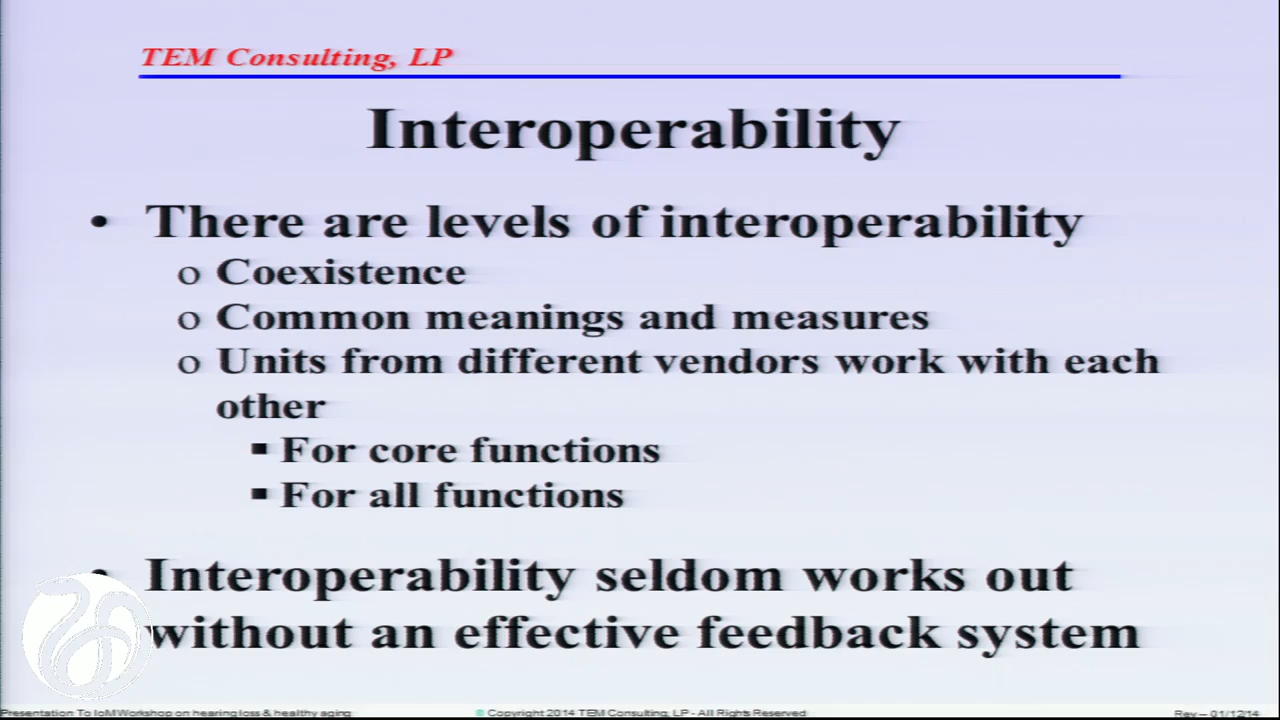 TEM Consulting, LP
Interoperability
• There are levels of interoperability
o Coexistence
o Common meanings and measures
o Units from different vendors work with each
other
▪ For core functions
▪ For all functions
• Interoperability seldom works out
without an effective feedback system
Presentation To IoM Workshop on hearing loss & healthy aging
© Copyright 2014 TEM Consulting, LP - All Rights Reserved
Rev – 01/12/14